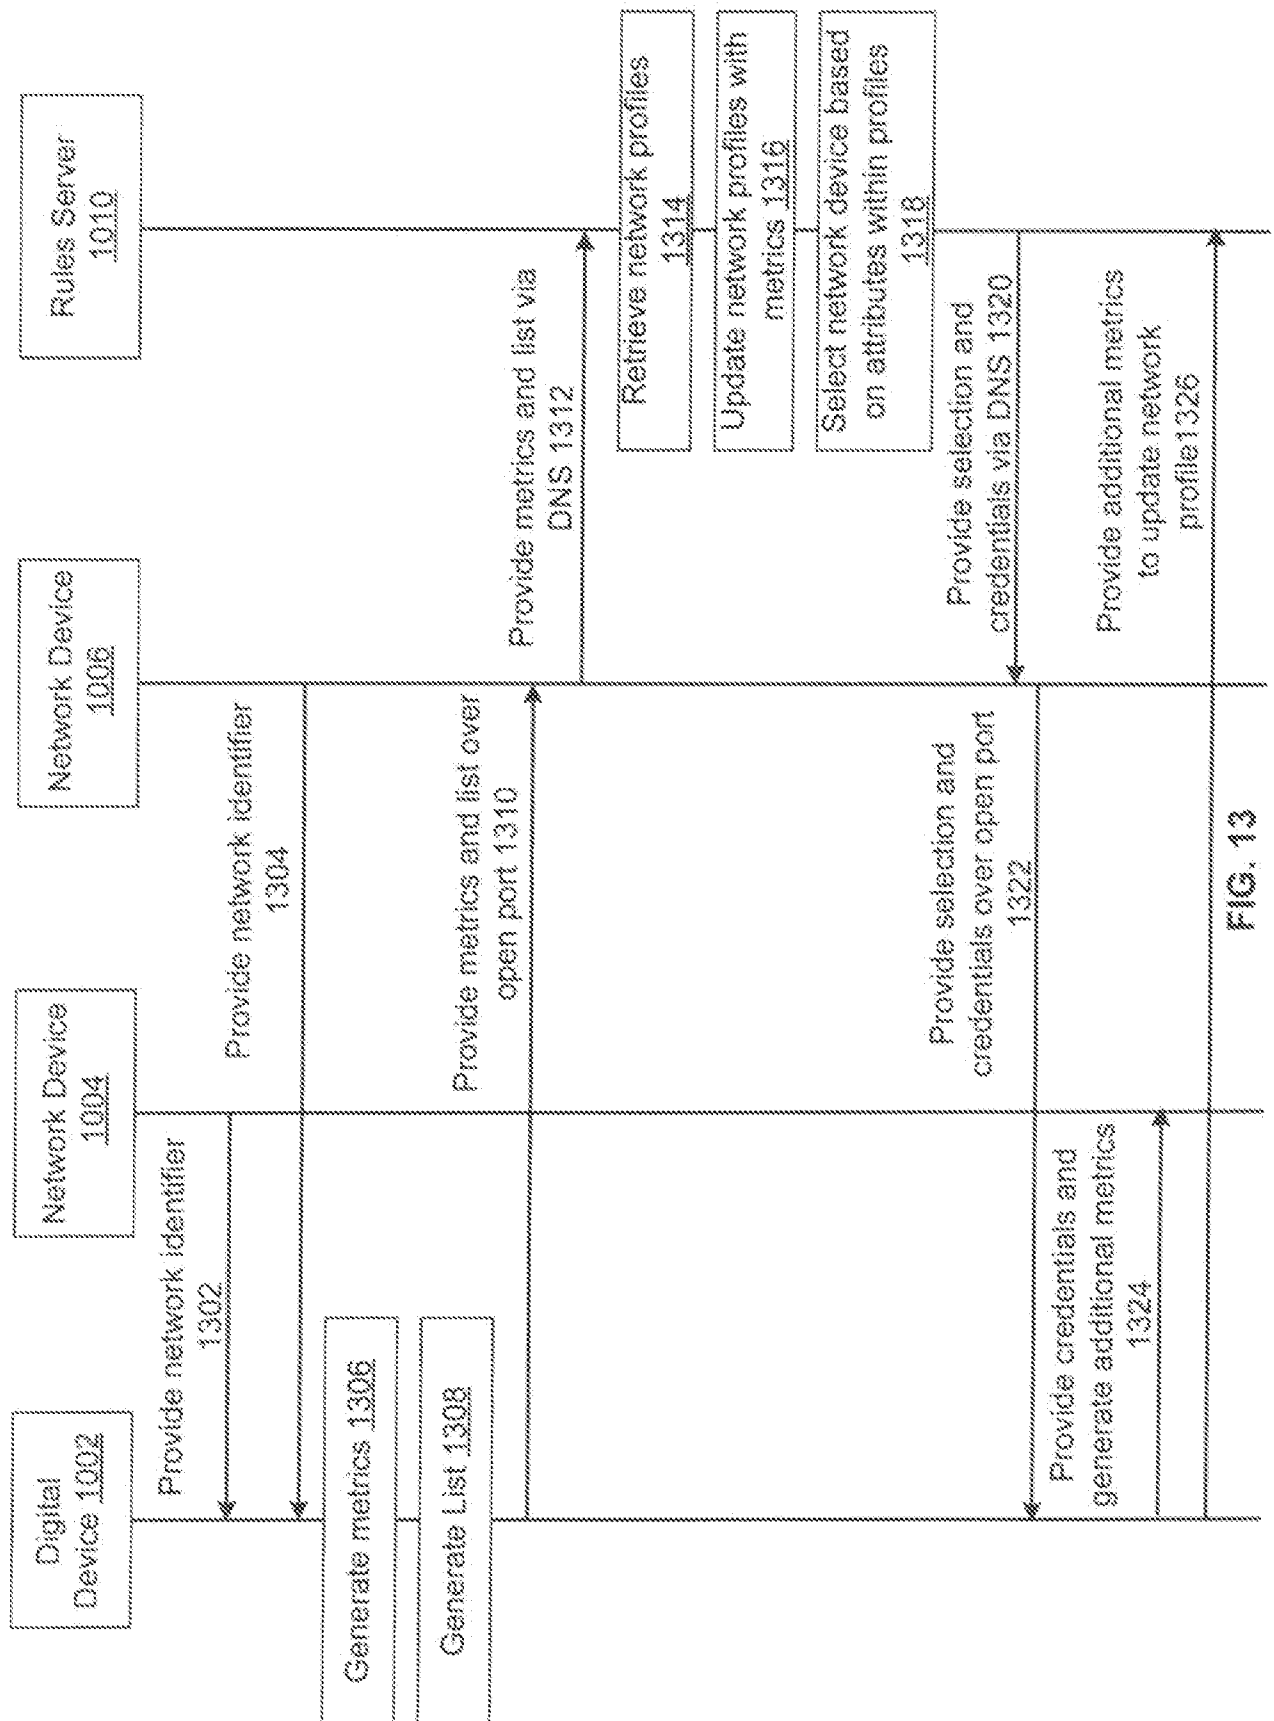 Digital
Device 1002
Network Device
1004
Network Device
1006
Rules Server
1010
Provide network identifier
1302
Provide network identifier
1304
Generate metrics 1306
Generate List 1308
Provide metrics and list over
open port 1310
Provide metrics and list via
DNS 1312
Retrieve network profiles
1314
Update network profiles with
metrics 1316
Select network device based
on attributes within profiles
1318
Provide selection and
credentials via DNS 1320
Provide selection and
credentials over open port
1322
Provide credentials and
generate additional metrics
1324
Provide additional metrics
to update network
profile1326
FIG. 13